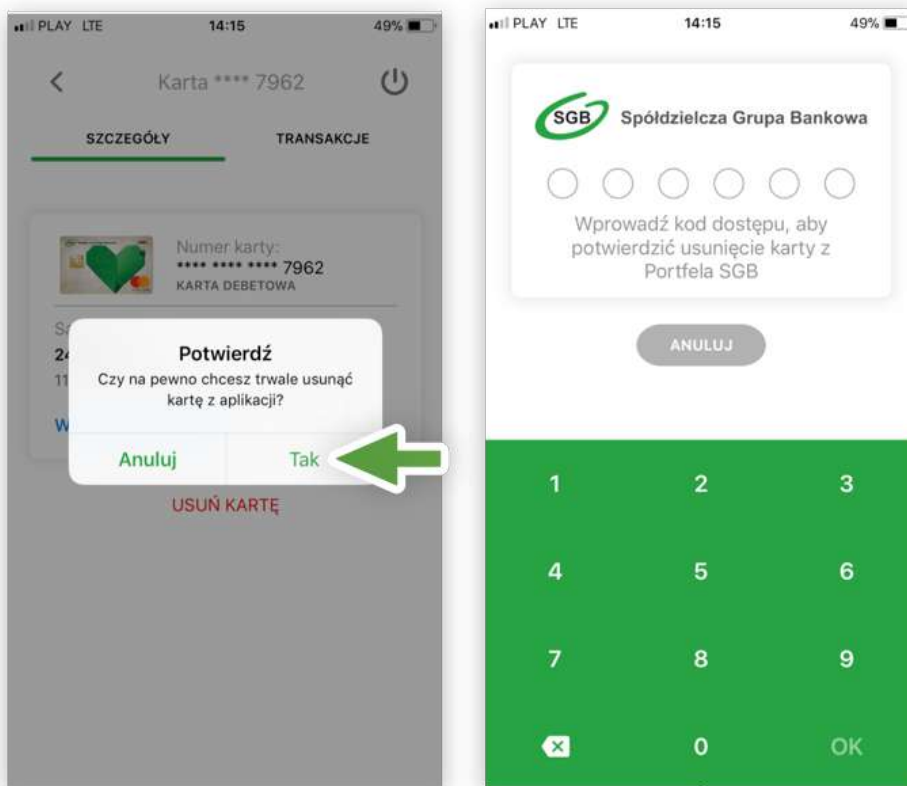 PLAY LTE 14:15 49%
Karta **** 7962
SZCZEGÓŁY TRANSAKCJE
Numer karty:
**** **** **** 7962
KARTA DEBETOWA
24
11
W
Potwierdź
Czy na pewno chcesz trwale usunąć
kartę z aplikacji?
Anuluj Tak
USUŃ KARTĘ
PLAY LTE 14:15 49%
SGB Spółdzielcza Grupa Bankowa
Wprowadź kod dostępu, aby
potwierdzić usunięcie karty z
Portfela SGB
ANULUJ
1 2 3
4 5 6
7 8 9
0 OK